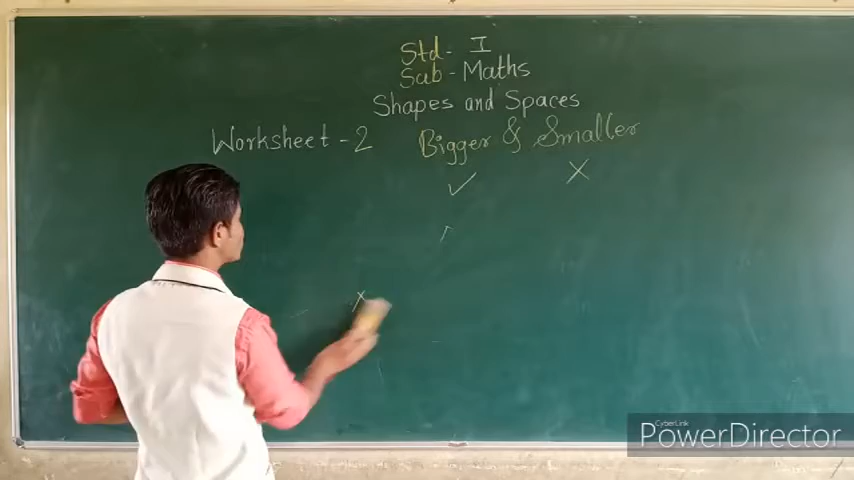 Std - I
Sub - Maths
Shapes and Spaces
Worksheet - 2 Bigger & Smaller
✓ ✗
CyberLink
PowerDirector